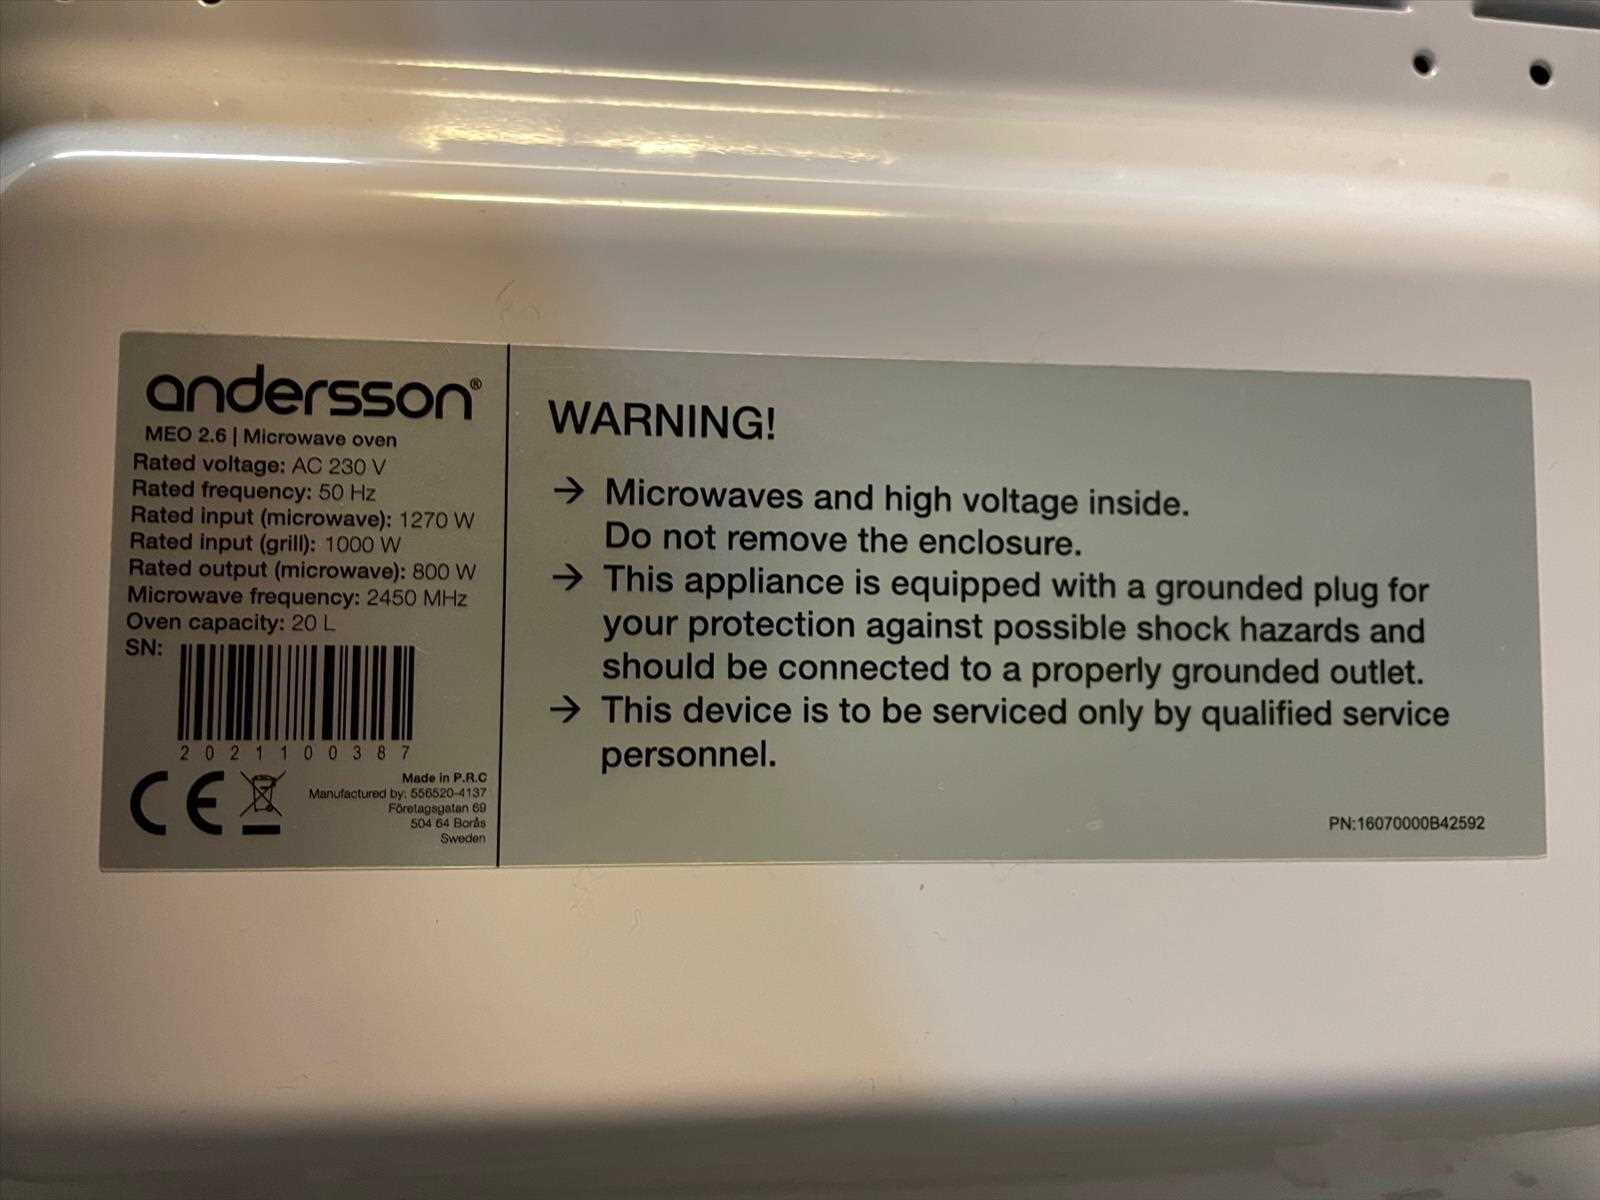 andersson®
MEO 2.6 | Microwave oven
Rated voltage: AC 230 V
Rated frequency: 50 Hz
Rated input (microwave): 1270 W
Rated input (grill): 1000 W
Rated output (microwave): 800 W
Microwave frequency: 2450 MHz
Oven capacity: 20 L
SN:
2021100387
CE
Made in P.R.C
Manufactured by: 556520-4137
Företagsgatan 69
504 64 Borås
Sweden
WARNING!
→ Microwaves and high voltage inside.
Do not remove the enclosure.
→ This appliance is equipped with a grounded plug for
your protection against possible shock hazards and
should be connected to a properly grounded outlet.
→ This device is to be serviced only by qualified service
personnel.
PN:16070000B42592